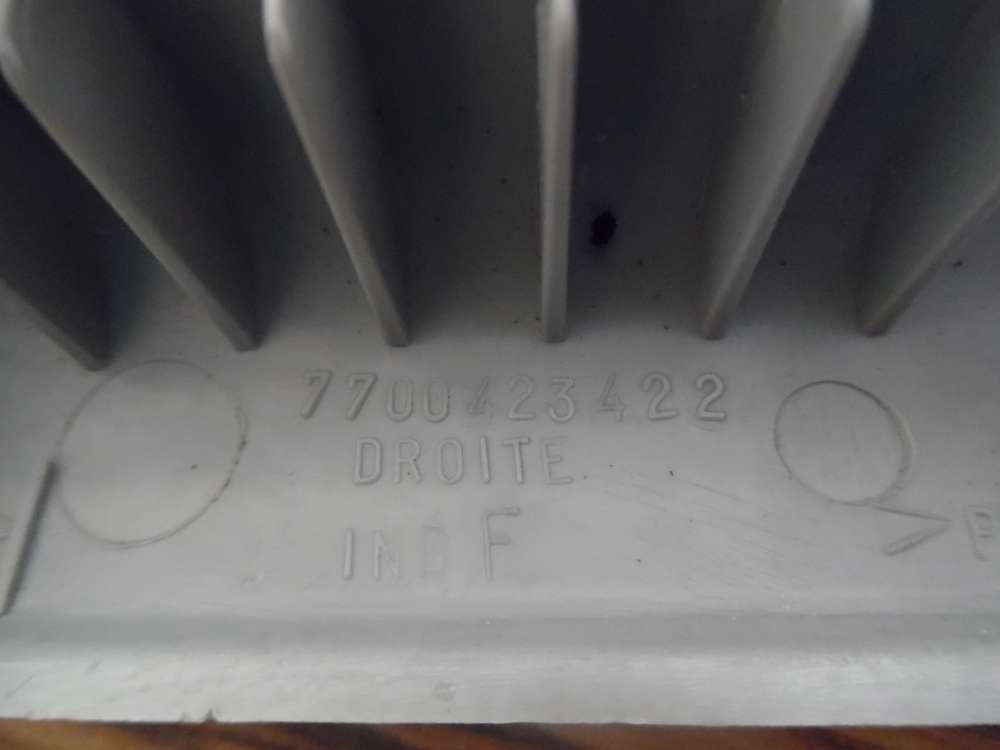 7700423422
DROITE
IND F
>P